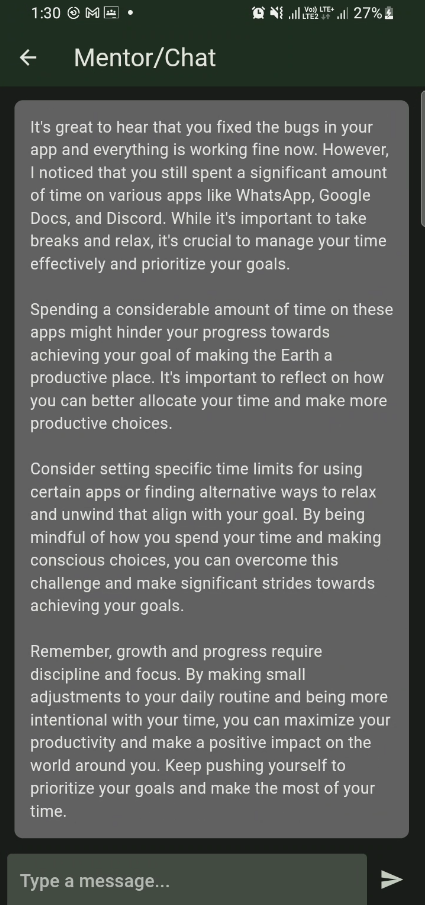 1:30
Vo)) LTE+
LTE2
27%
Mentor/Chat
It's great to hear that you fixed the bugs in your
app and everything is working fine now. However,
I noticed that you still spent a significant amount
of time on various apps like WhatsApp, Google
Docs, and Discord. While it's important to take
breaks and relax, it's crucial to manage your time
effectively and prioritize your goals.
Spending a considerable amount of time on these
apps might hinder your progress towards
achieving your goal of making the Earth a
productive place. It's important to reflect on how
you can better allocate your time and make more
productive choices.
Consider setting specific time limits for using
certain apps or finding alternative ways to relax
and unwind that align with your goal. By being
mindful of how you spend your time and making
conscious choices, you can overcome this
challenge and make significant strides towards
achieving your goals.
Remember, growth and progress require
discipline and focus. By making small
adjustments to your daily routine and being more
intentional with your time, you can maximize your
productivity and make a positive impact on the
world around you. Keep pushing yourself to
prioritize your goals and make the most of your
time.
Type a message...